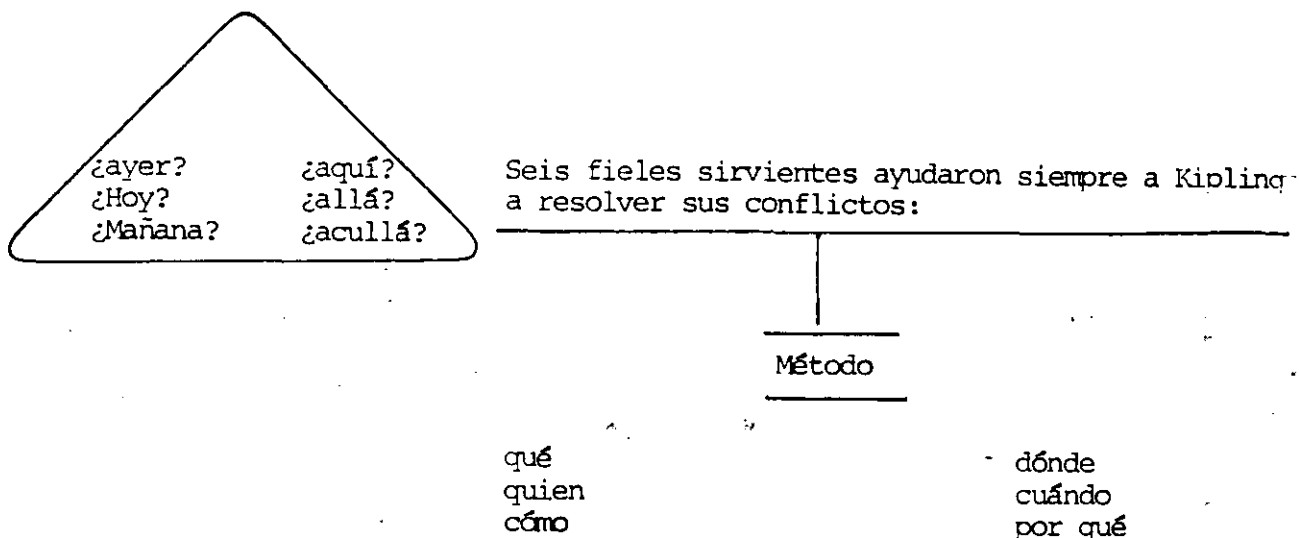 ¿ayer? ¿aquí?
¿Hoy? ¿allá?
¿Mañana? ¿acullá?
Seis fieles sirvientes ayudaron siempre a Kipling
a resolver sus conflictos:
Método
qué
quien
cómo
dónde
cuándo
por qué